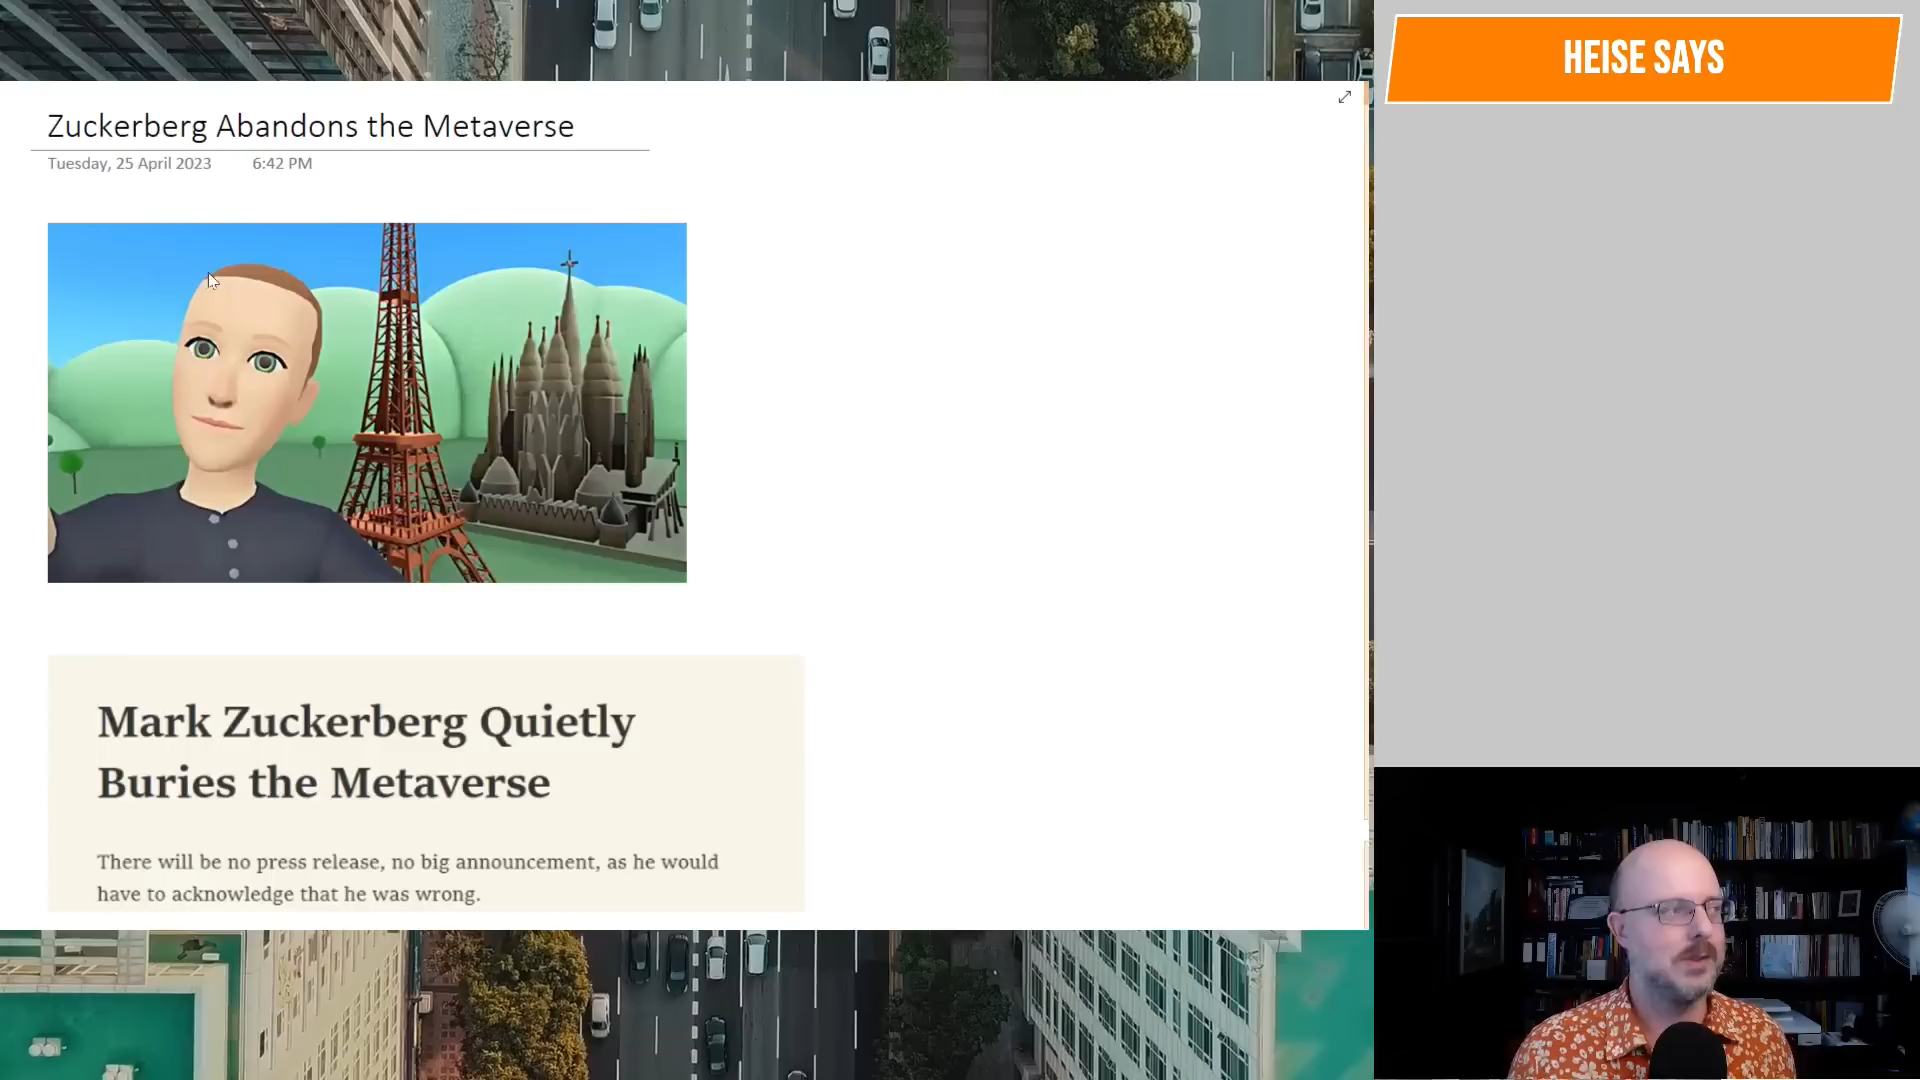 HEISE SAYS
Zuckerberg Abandons the Metaverse
Tuesday, 25 April 2023 6:42 PM
Mark Zuckerberg Quietly
Buries the Metaverse
There will be no press release, no big announcement, as he would
have to acknowledge that he was wrong.